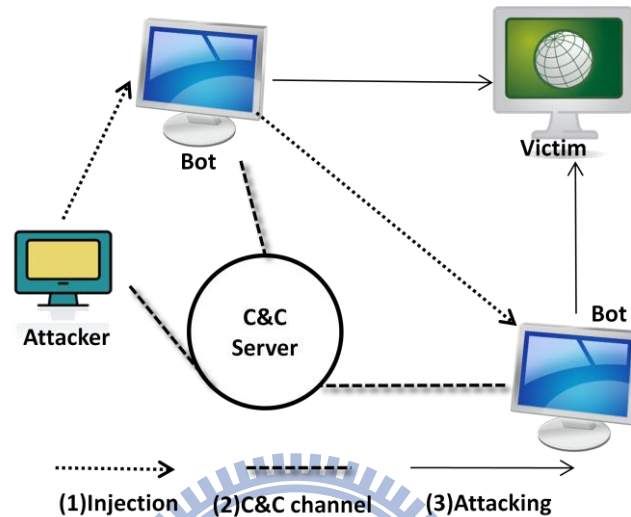 Bot
Victim
Attacker
C&C
Server
Bot
(1)Injection (2)C&C channel (3)Attacking